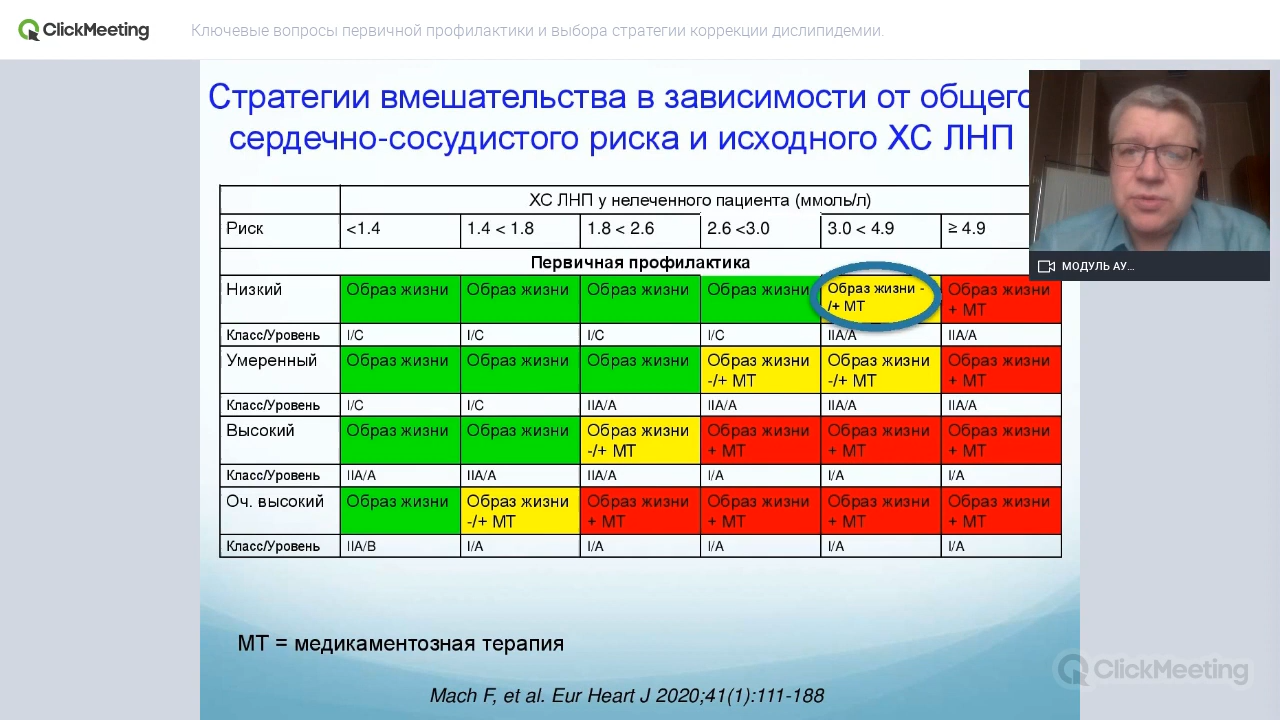 ClickMeeting
Ключевые вопросы первичной профилактики и выбора стратегии коррекции дислипидемии.
Стратегии вмешательства в зависимости от общего
сердечно-сосудистого риска и исходного ХС ЛНП
ХС ЛНП у нелеченного пациента (ммоль/л)
Риск <1.4 1.4 < 1.8 1.8 < 2.6 2.6 <3.0 3.0 < 4.9 ≥ 4.9
Первичная профилактика
Низкий Образ жизни Образ жизни Образ жизни Образ жизни Образ жизни - Образ жизни
/+ МТ + МТ
Класс/Уровень I/C I/C I/C I/C IIA/A IIA/A
Умеренный Образ жизни Образ жизни Образ жизни Образ жизни Образ жизни Образ жизни
-/+ МТ -/+ МТ + МТ
Класс/Уровень I/C I/C IIA/A IIA/A IIA/A IIA/A
Высокий Образ жизни Образ жизни Образ жизни Образ жизни Образ жизни Образ жизни
-/+ МТ + МТ + МТ + МТ
Класс/Уровень IIA/A IIA/A IIA/A I/A I/A I/A
Оч. высокий Образ жизни Образ жизни Образ жизни Образ жизни Образ жизни Образ жизни
-/+ МТ + МТ + МТ + МТ + МТ
Класс/Уровень IIA/B I/A I/A I/A I/A I/A
МТ = медикаментозная терапия
Mach F, et al. Eur Heart J 2020;41(1):111-188
МОДУЛЬ АУ...
ClickMeeting